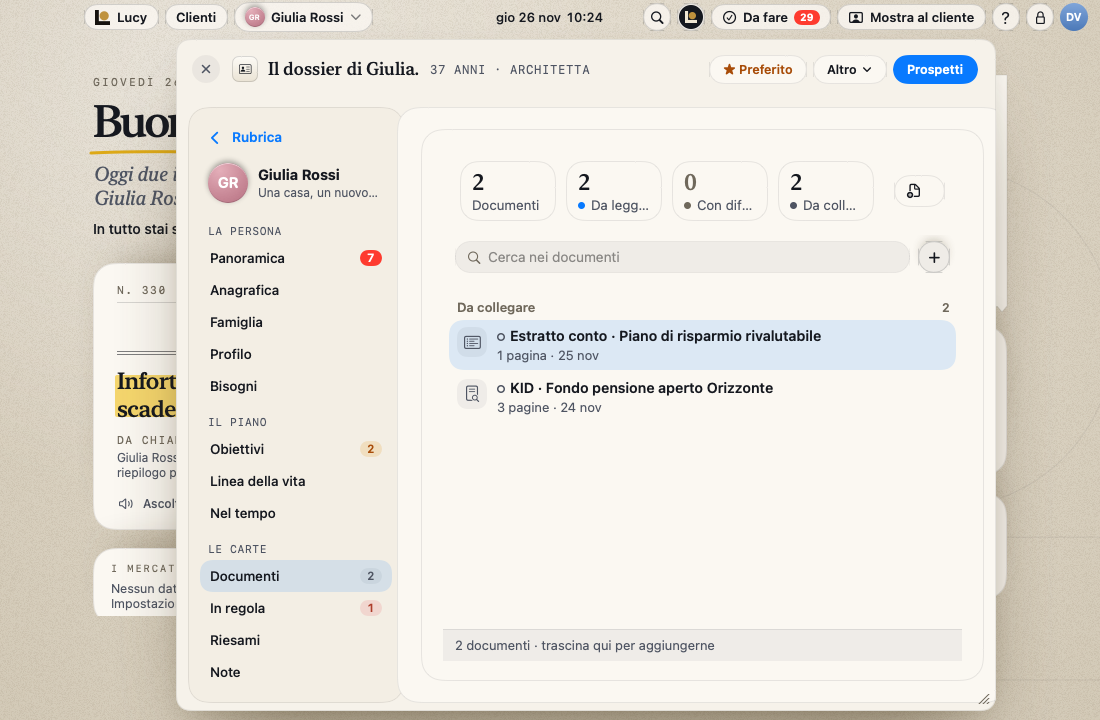 Lucy Clienti GR Giulia Rossi gio 26 nov 10:24 Da fare 29 Mostra al cliente ? DV
GIOVEDÌ
Buon
Oggi due
Giulia Ros
In tutto stai s
N. 330
Infort
scade
DA CHIA
Giulia Ross
riepilogo p
Ascol
I MERCAT
Nessun dat
Impostazio
Il dossier di Giulia. 37 ANNI · ARCHITETTA Preferito Altro Prospetti
Rubrica
GR Giulia Rossi
Una casa, un nuovo…
LA PERSONA
Panoramica 7
Anagrafica
Famiglia
Profilo
Bisogni
IL PIANO
Obiettivi 2
Linea della vita
Nel tempo
LE CARTE
Documenti 2
In regola 1
Riesami
Note
2 2 0 2
Documenti Da legg… Con dif… Da coll…
Cerca nei documenti
Da collegare 2
Estratto conto · Piano di risparmio rivalutabile
1 pagina · 25 nov
KID · Fondo pensione aperto Orizzonte
3 pagine · 24 nov
2 documenti · trascina qui per aggiungerne